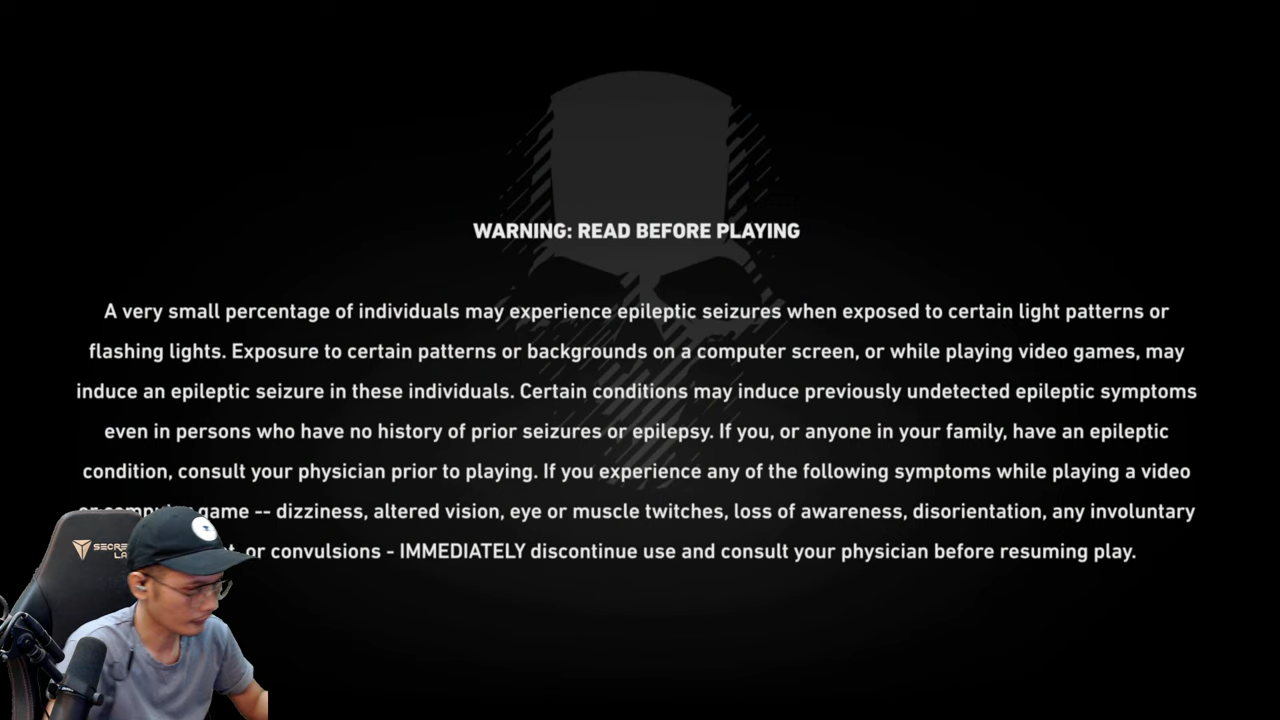 WARNING: READ BEFORE PLAYING
A very small percentage of individuals may experience epileptic seizures when exposed to certain light patterns or
flashing lights. Exposure to certain patterns or backgrounds on a computer screen, or while playing video games, may
induce an epileptic seizure in these individuals. Certain conditions may induce previously undetected epileptic symptoms
even in persons who have no history of prior seizures or epilepsy. If you, or anyone in your family, have an epileptic
condition, consult your physician prior to playing. If you experience any of the following symptoms while playing a video
or computer game -- dizziness, altered vision, eye or muscle twitches, loss of awareness, disorientation, any involuntary
or convulsions - IMMEDIATELY discontinue use and consult your physician before resuming play.